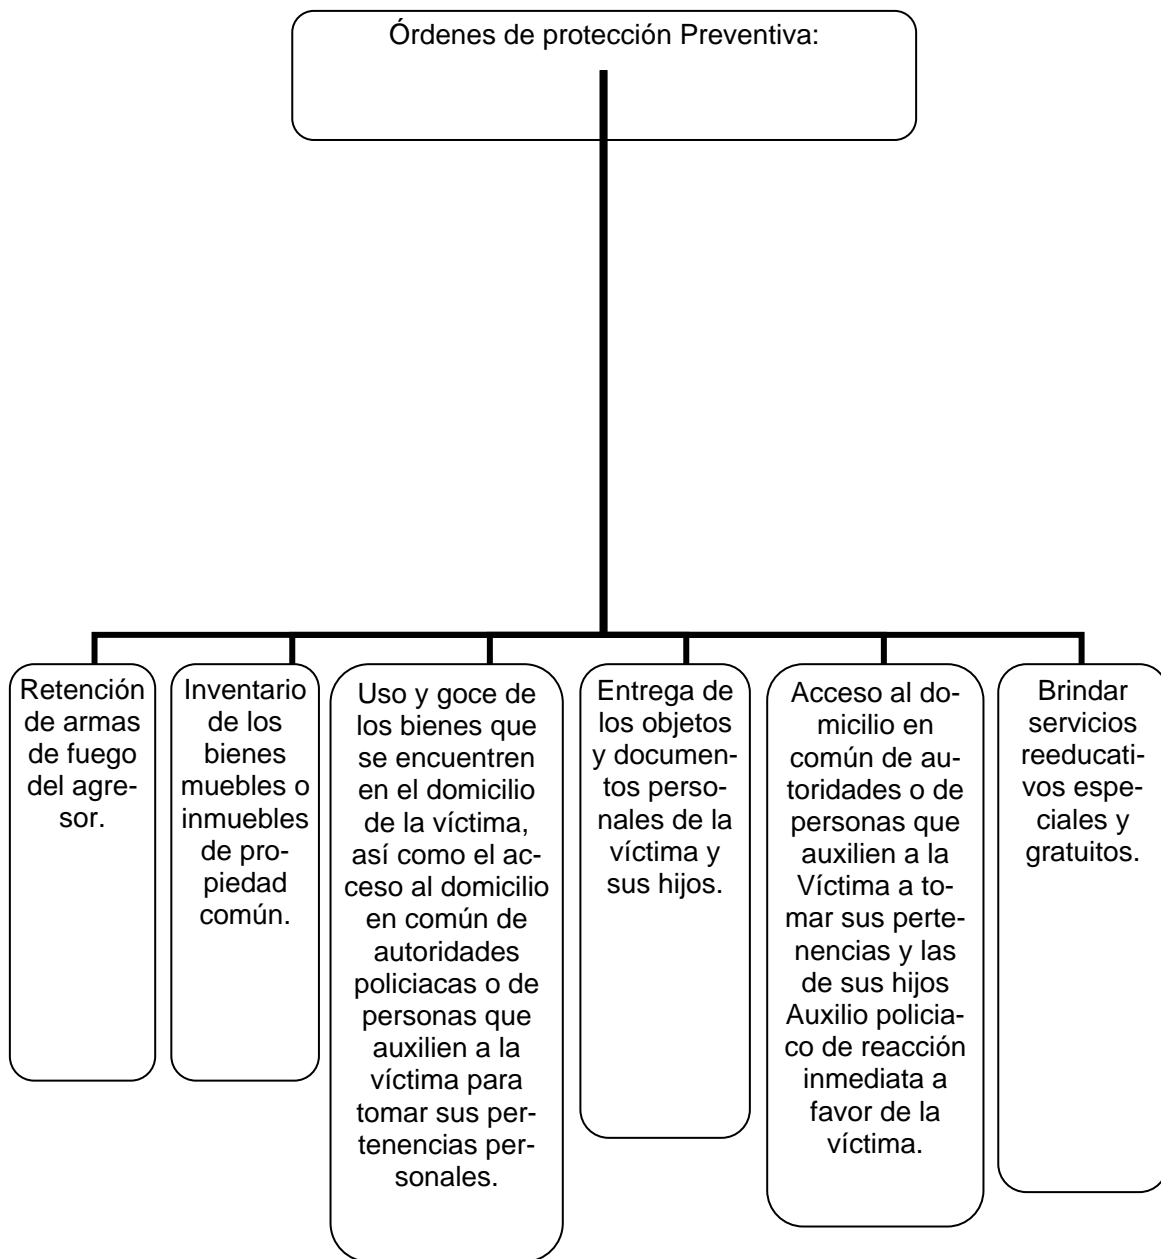 Órdenes de protección Preventiva:
Retención
de armas
de fuego
del agre-
sor.
Inventario
de los
bienes
muebles o
inmuebles
de pro-
piedad
común.
Uso y goce de
los bienes que
se encuentren
en el domicilio
de la víctima,
así como el ac-
ceso al domicilio
en común de
autoridades
policiacas o de
personas que
auxilien a la
víctima para
tomar sus per-
tenencias per-
sonales.
Entrega de
los objetos
y documen-
tos perso-
nales de la
víctima y
sus hijos.
Acceso al do-
micilio en
común de au-
toridades o de
personas que
auxilien a la
Víctima a to-
mar sus perte-
nencias y las
de sus hijos
Auxilio policia-
co de reacción
inmediata a
favor de la
víctima.
Brindar
servicios
reeducati-
vos espe-
ciales y
gratuitos.